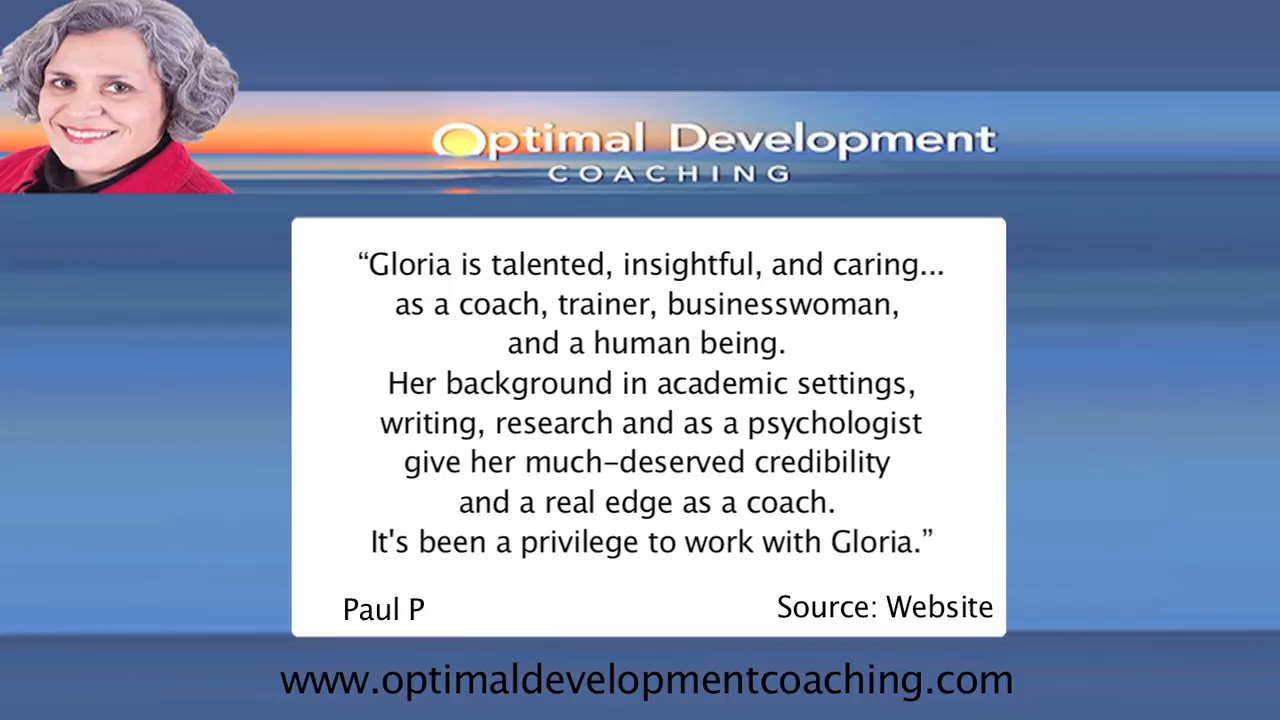 Optimal Development
COACHING
“Gloria is talented, insightful, and caring...
as a coach, trainer, businesswoman,
and a human being.
Her background in academic settings,
writing, research and as a psychologist
give her much-deserved credibility
and a real edge as a coach.
It's been a privilege to work with Gloria.”
Paul P
Source: Website
www.optimaldevelopmentcoaching.com